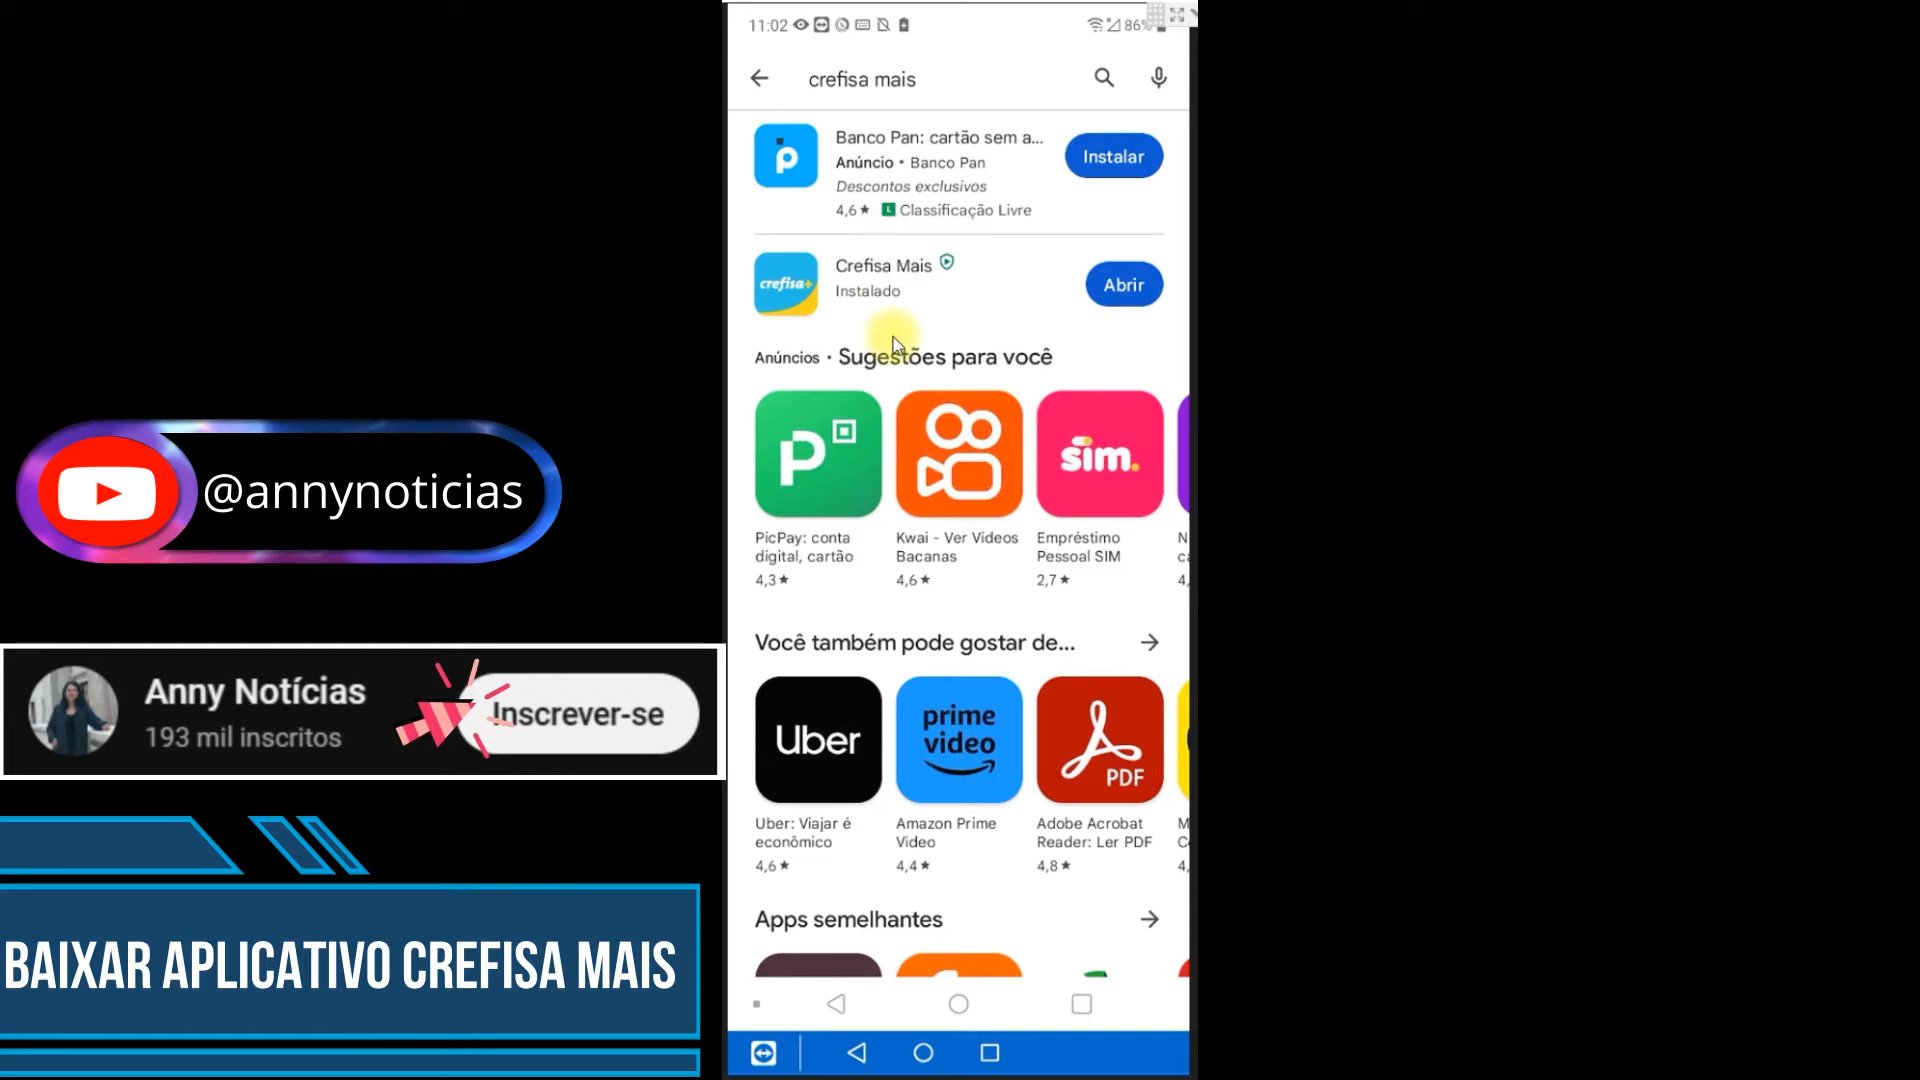 11:02
86%
crefisa mais
Banco Pan: cartão sem a...
Anúncio • Banco Pan
Descontos exclusivos
4,6★ L Classificação Livre
Instalar
crefisa+
Crefisa Mais
Instalado
Abrir
Anúncios • Sugestões para você
sim.
PicPay: conta digital, cartão
4,3★
Kwai - Ver Videos Bacanas
4,6★
Empréstimo Pessoal SIM
2,7★
Você também pode gostar de...
Uber
prime video
PDF
Uber: Viajar é econômico
4,6★
Amazon Prime Video
4,4★
Adobe Acrobat Reader: Ler PDF
4,8★
Apps semelhantes
@annynoticias
Anny Notícias
193 mil inscritos
Inscrever-se
BAIXAR APLICATIVO CREFISA MAIS